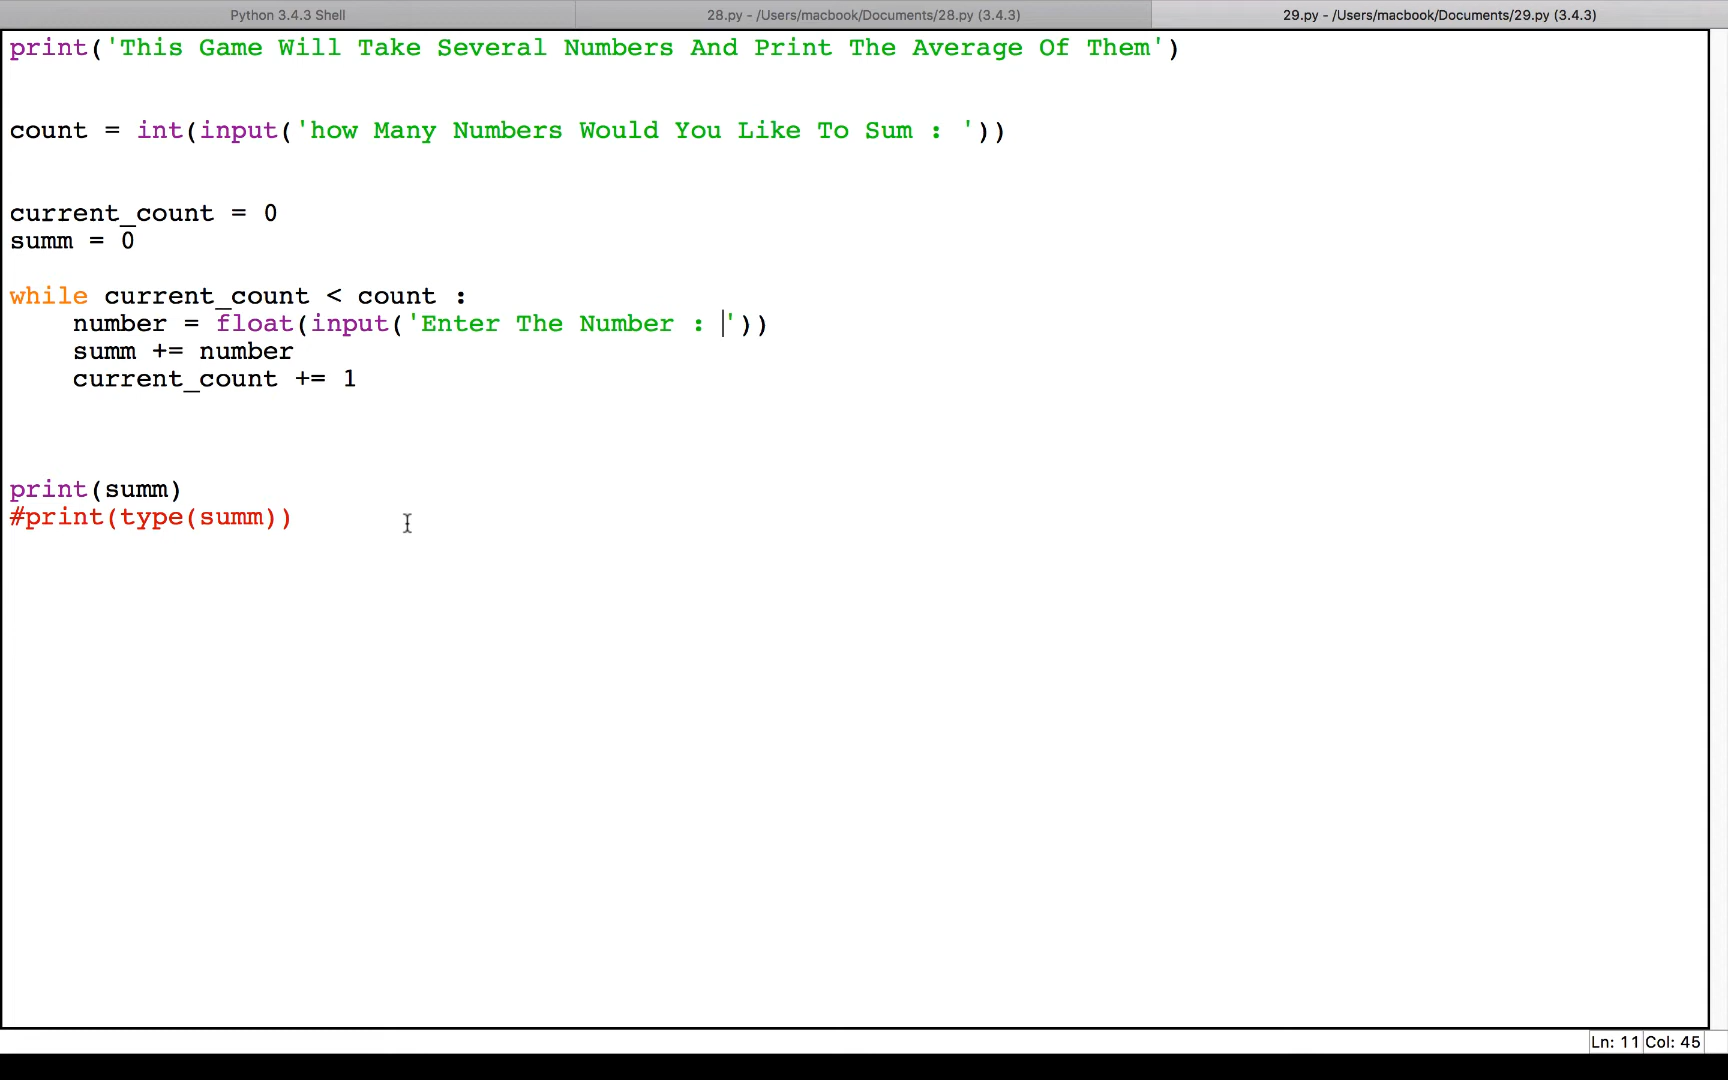 Python 3.4.3 Shell
28.py - /Users/macbook/Documents/28.py (3.4.3)
29.py - /Users/macbook/Documents/29.py (3.4.3)
print('This Game Will Take Several Numbers And Print The Average Of Them')
count = int(input('how Many Numbers Would You Like To Sum : '))
current_count = 0
summ = 0
while current_count < count :
    number = float(input('Enter The Number : '))
    summ += number
    current_count += 1
print(summ)
#print(type(summ))
Ln: 11 Col: 45